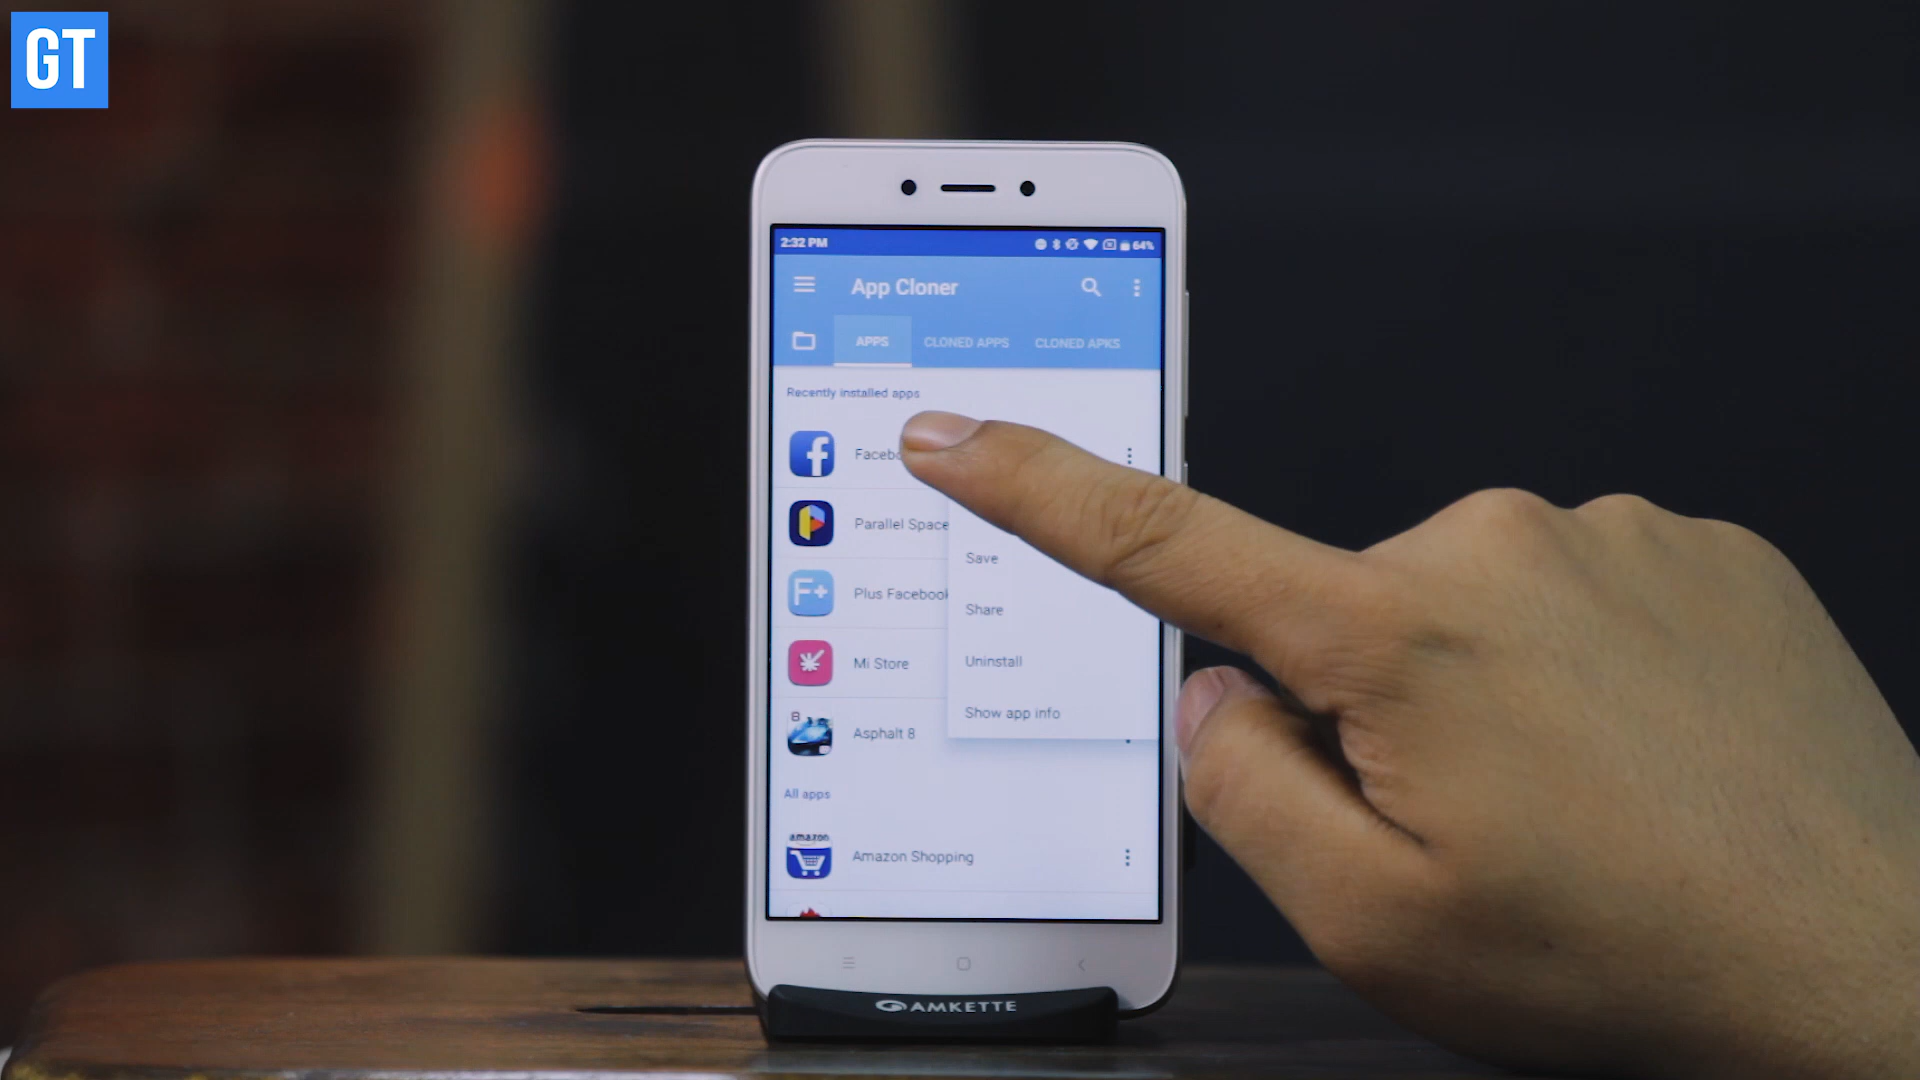 GT
2:32 PM
64%
App Cloner
APPS
CLONED APPS
CLONED APKS
Recently installed apps
Parallel Space
Save
Plus Facebook
Share
Mi Store
Uninstall
Show app info
Asphalt 8
All apps
amazon
Amazon Shopping
AMKETTE